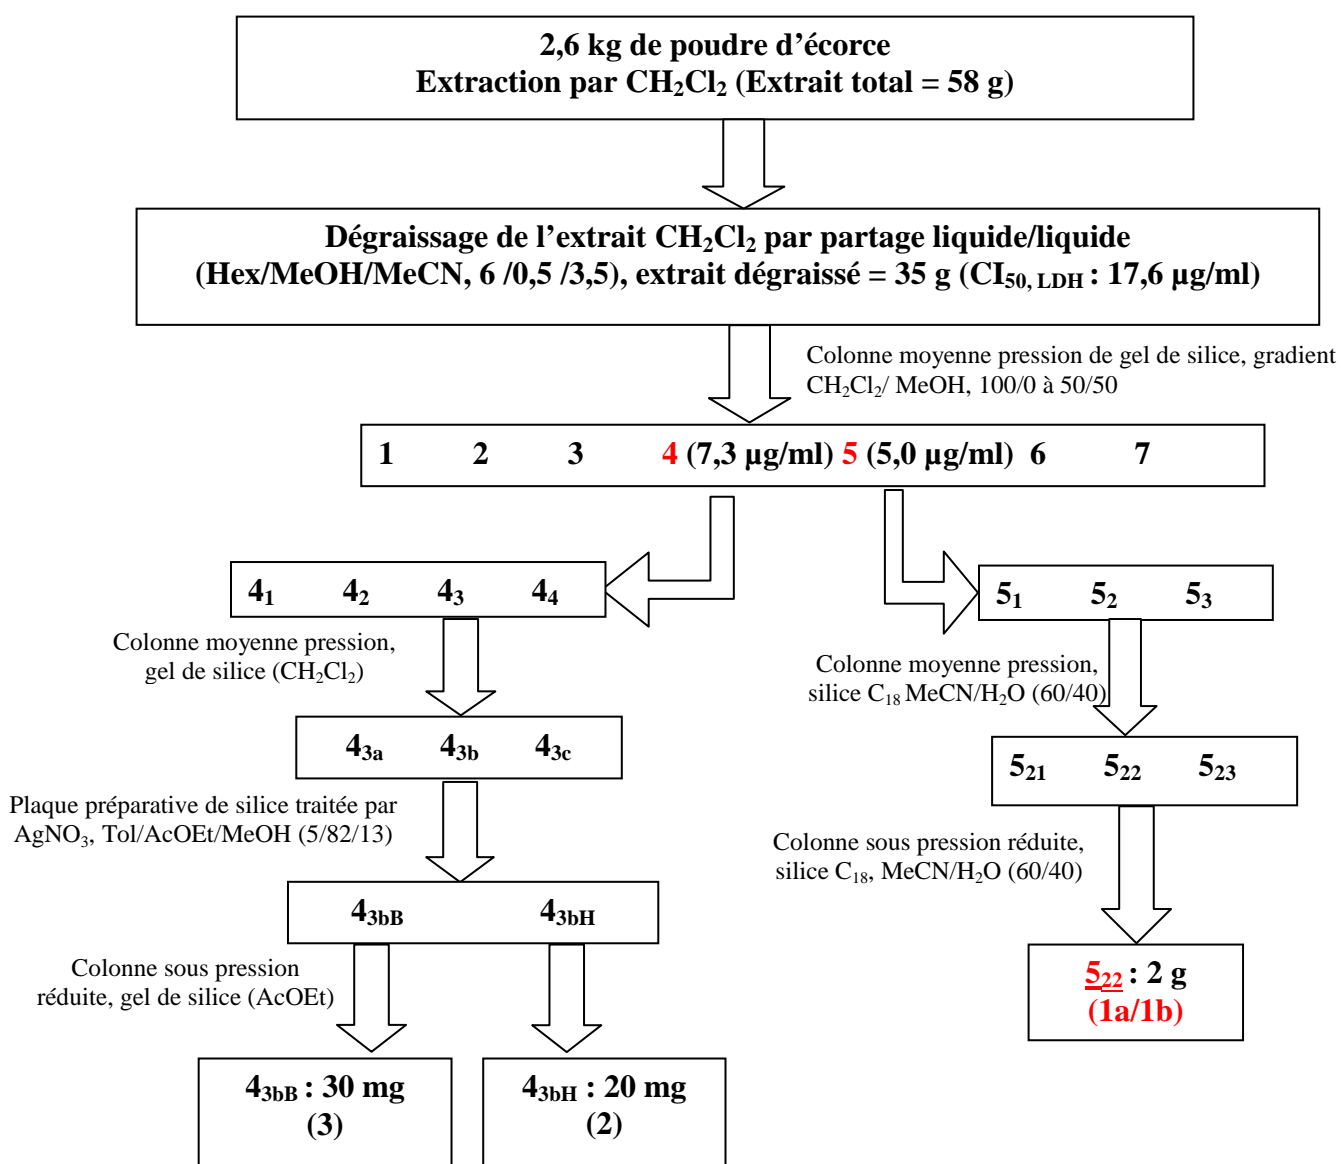 2,6 kg de poudre d'écorce
Extraction par CH₂Cl₂ (Extrait total = 58 g)
Dégraissage de l'extrait CH₂Cl₂ par partage liquide/liquide
(Hex/MeOH/MeCN, 6 /0,5 /3,5), extrait dégraissé = 35 g (CI₅₀, LDH : 17,6 µg/ml)
Colonne moyenne pression de gel de silice, gradient
CH₂Cl₂/ MeOH, 100/0 à 50/50
1 2 3 4 (7,3 µg/ml) 5 (5,0 µg/ml) 6 7
4₁ 4₂ 4₃ 4₄
5₁ 5₂ 5₃
Colonne moyenne pression,
gel de silice (CH₂Cl₂)
Colonne moyenne pression,
silice C₁₈ MeCN/H₂O (60/40)
4₃a 4₃b 4₃c
5₂₁ 5₂₂ 5₂₃
Plaque préparative de silice traitée par
AgNO₃, Tol/AcOEt/MeOH (5/82/13)
Colonne sous pression réduite,
silice C₁₈, MeCN/H₂O (60/40)
4₃bB 4₃bH
Colonne sous pression
réduite, gel de silice (AcOEt)
5₂₂ : 2 g
(1a/1b)
4₃bB : 30 mg
(3)
4₃bH : 20 mg
(2)